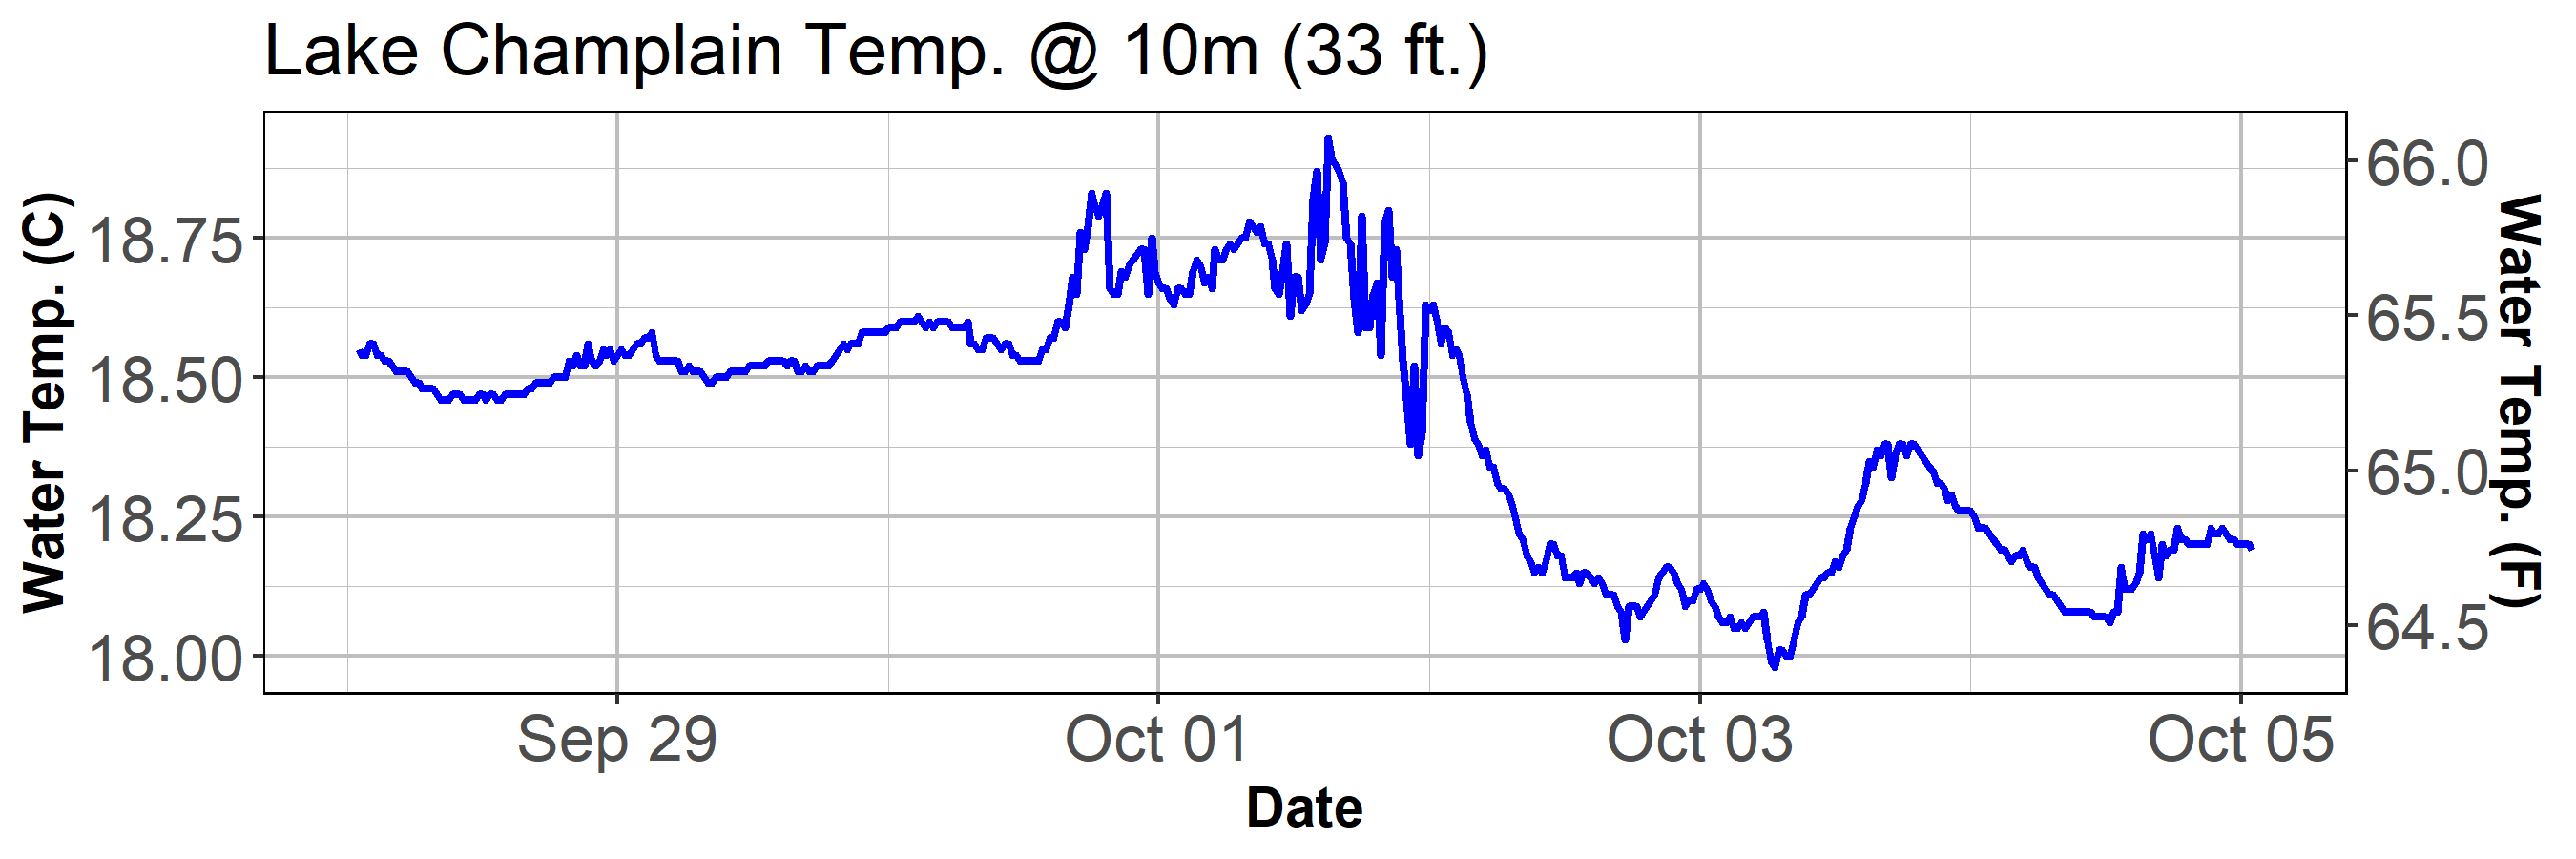 Lake Champlain Temp. @ 10m (33 ft.)
Water Temp. (C)
18.75
18.50
18.25
18.00
66.0
65.5
65.0
64.5
Water Temp. (F)
Sep 29 Oct 01 Oct 03 Oct 05
Date